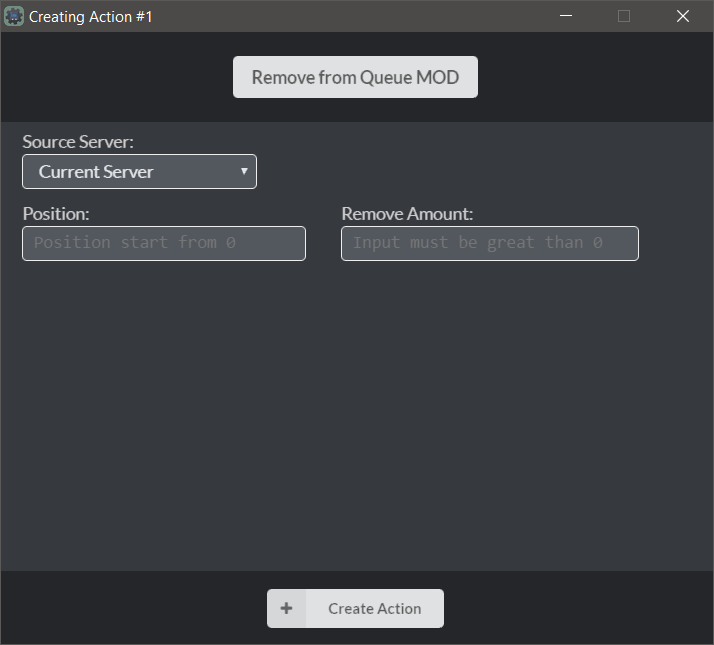 Creating Action #1
Remove from Queue MOD
Source Server:
Current Server
Position: Remove Amount:
Position start from 0 Input must be great than 0
Create Action